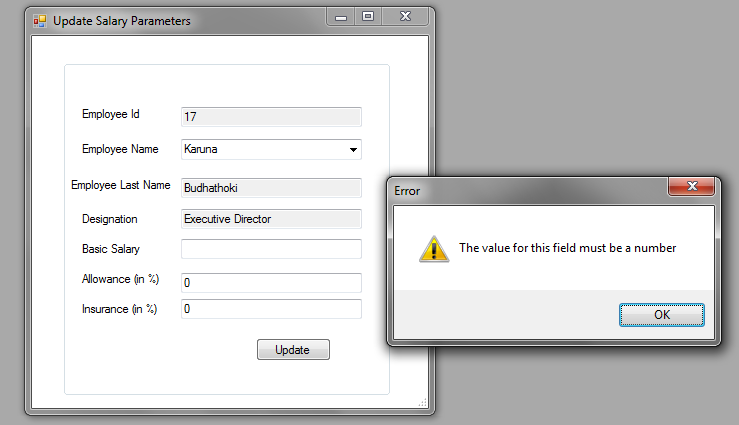 Update Salary Parameters
Employee Id 17
Employee Name Karuna
Employee Last Name Budhathoki
Designation Executive Director
Basic Salary
Allowance (in %) 0
Insurance (in %) 0
Update
Error
The value for this field must be a number
OK